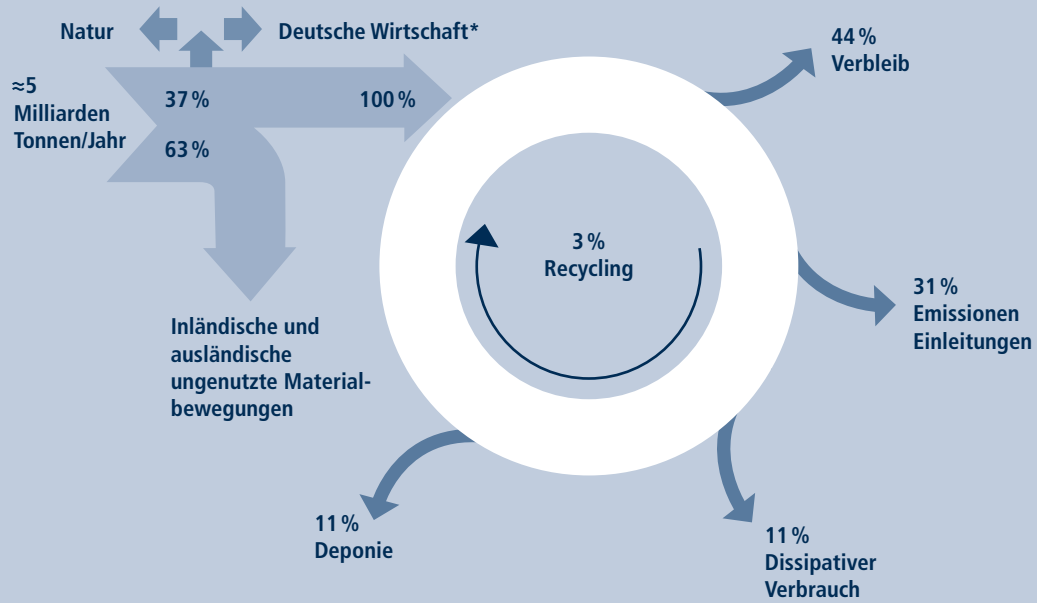 Natur
Deutsche Wirtschaft*
≈5
Milliarden
Tonnen/Jahr
37 %
100 %
63 %
44 %
Verbleib
3 %
Recycling
31 %
Emissionen
Einleitungen
Inländische und
ausländische
ungenutzte Material-
bewegungen
11 %
Deponie
11 %
Dissipativer
Verbrauch